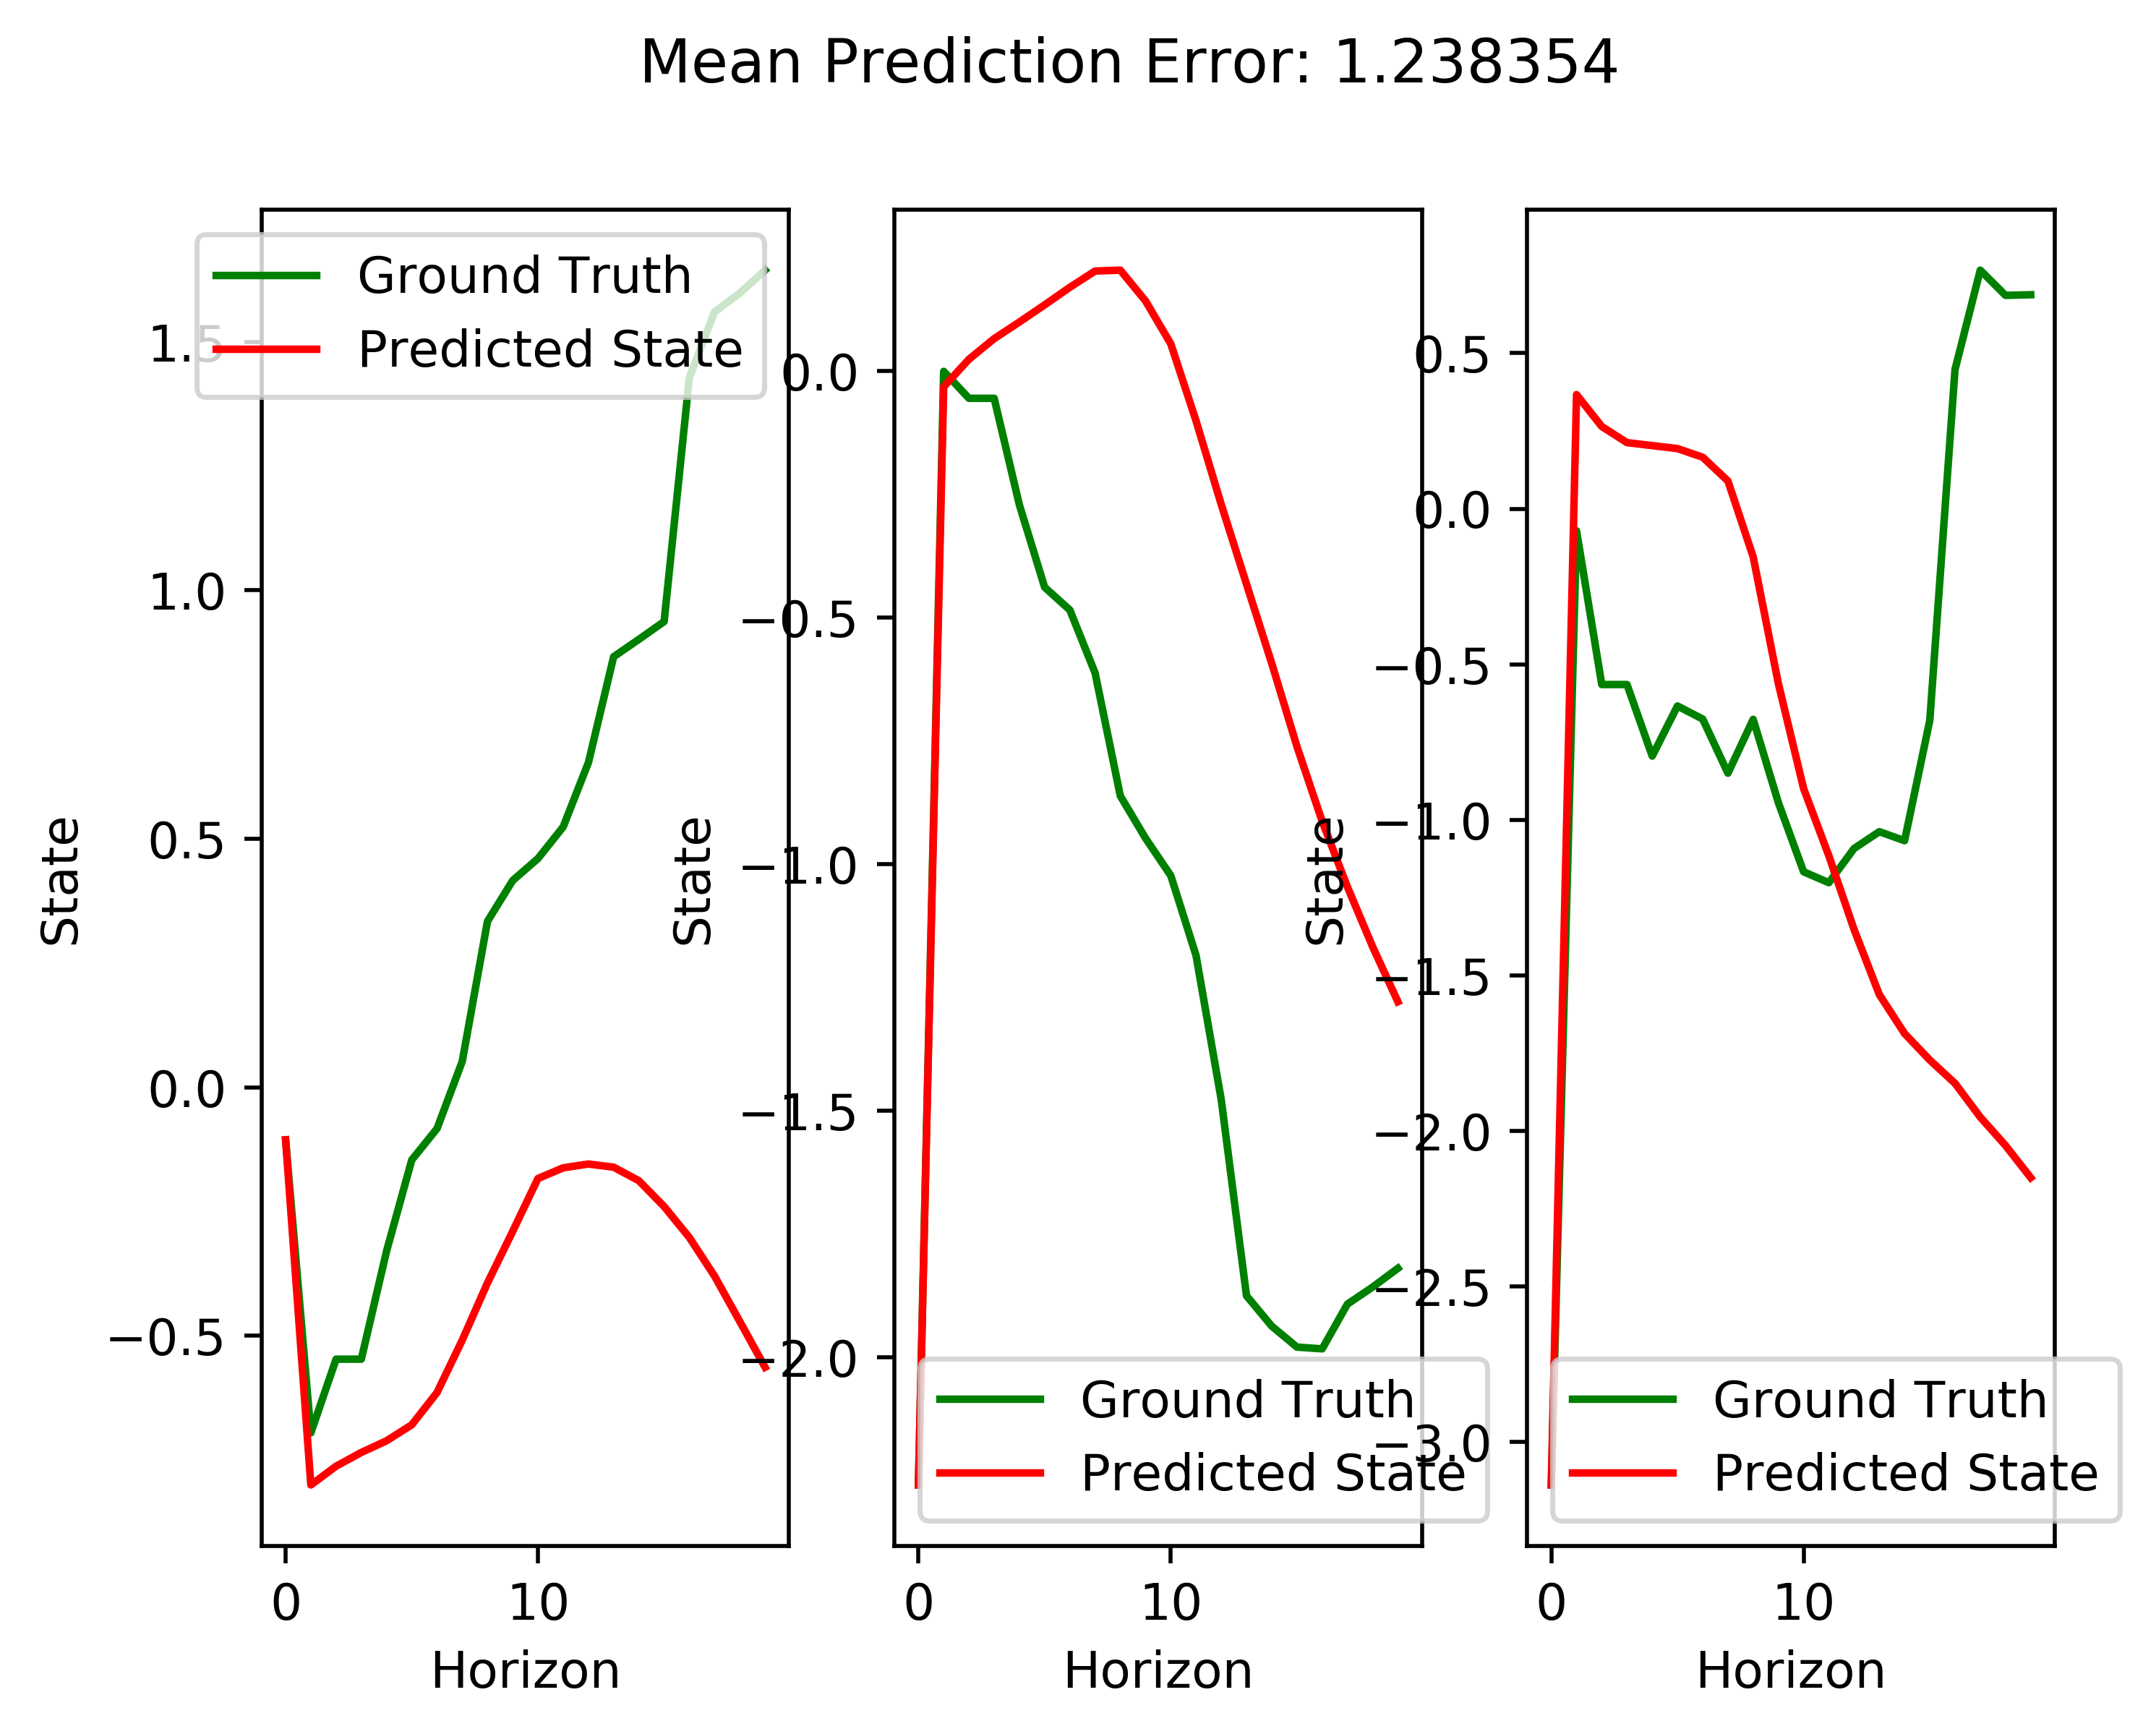 Mean Prediction Error: 1.238354
Ground Truth
Predicted State
1.5
1.0
0.5
0.0
−0.5
State
0 10
Horizon
0.0
−0.5
−1.0
−1.5
−2.0
State
Ground Truth
Predicted State
0 10
Horizon
0.5
0.0
−0.5
−1.0
−1.5
−2.0
−2.5
−3.0
State
Ground Truth
Predicted State
0 10
Horizon